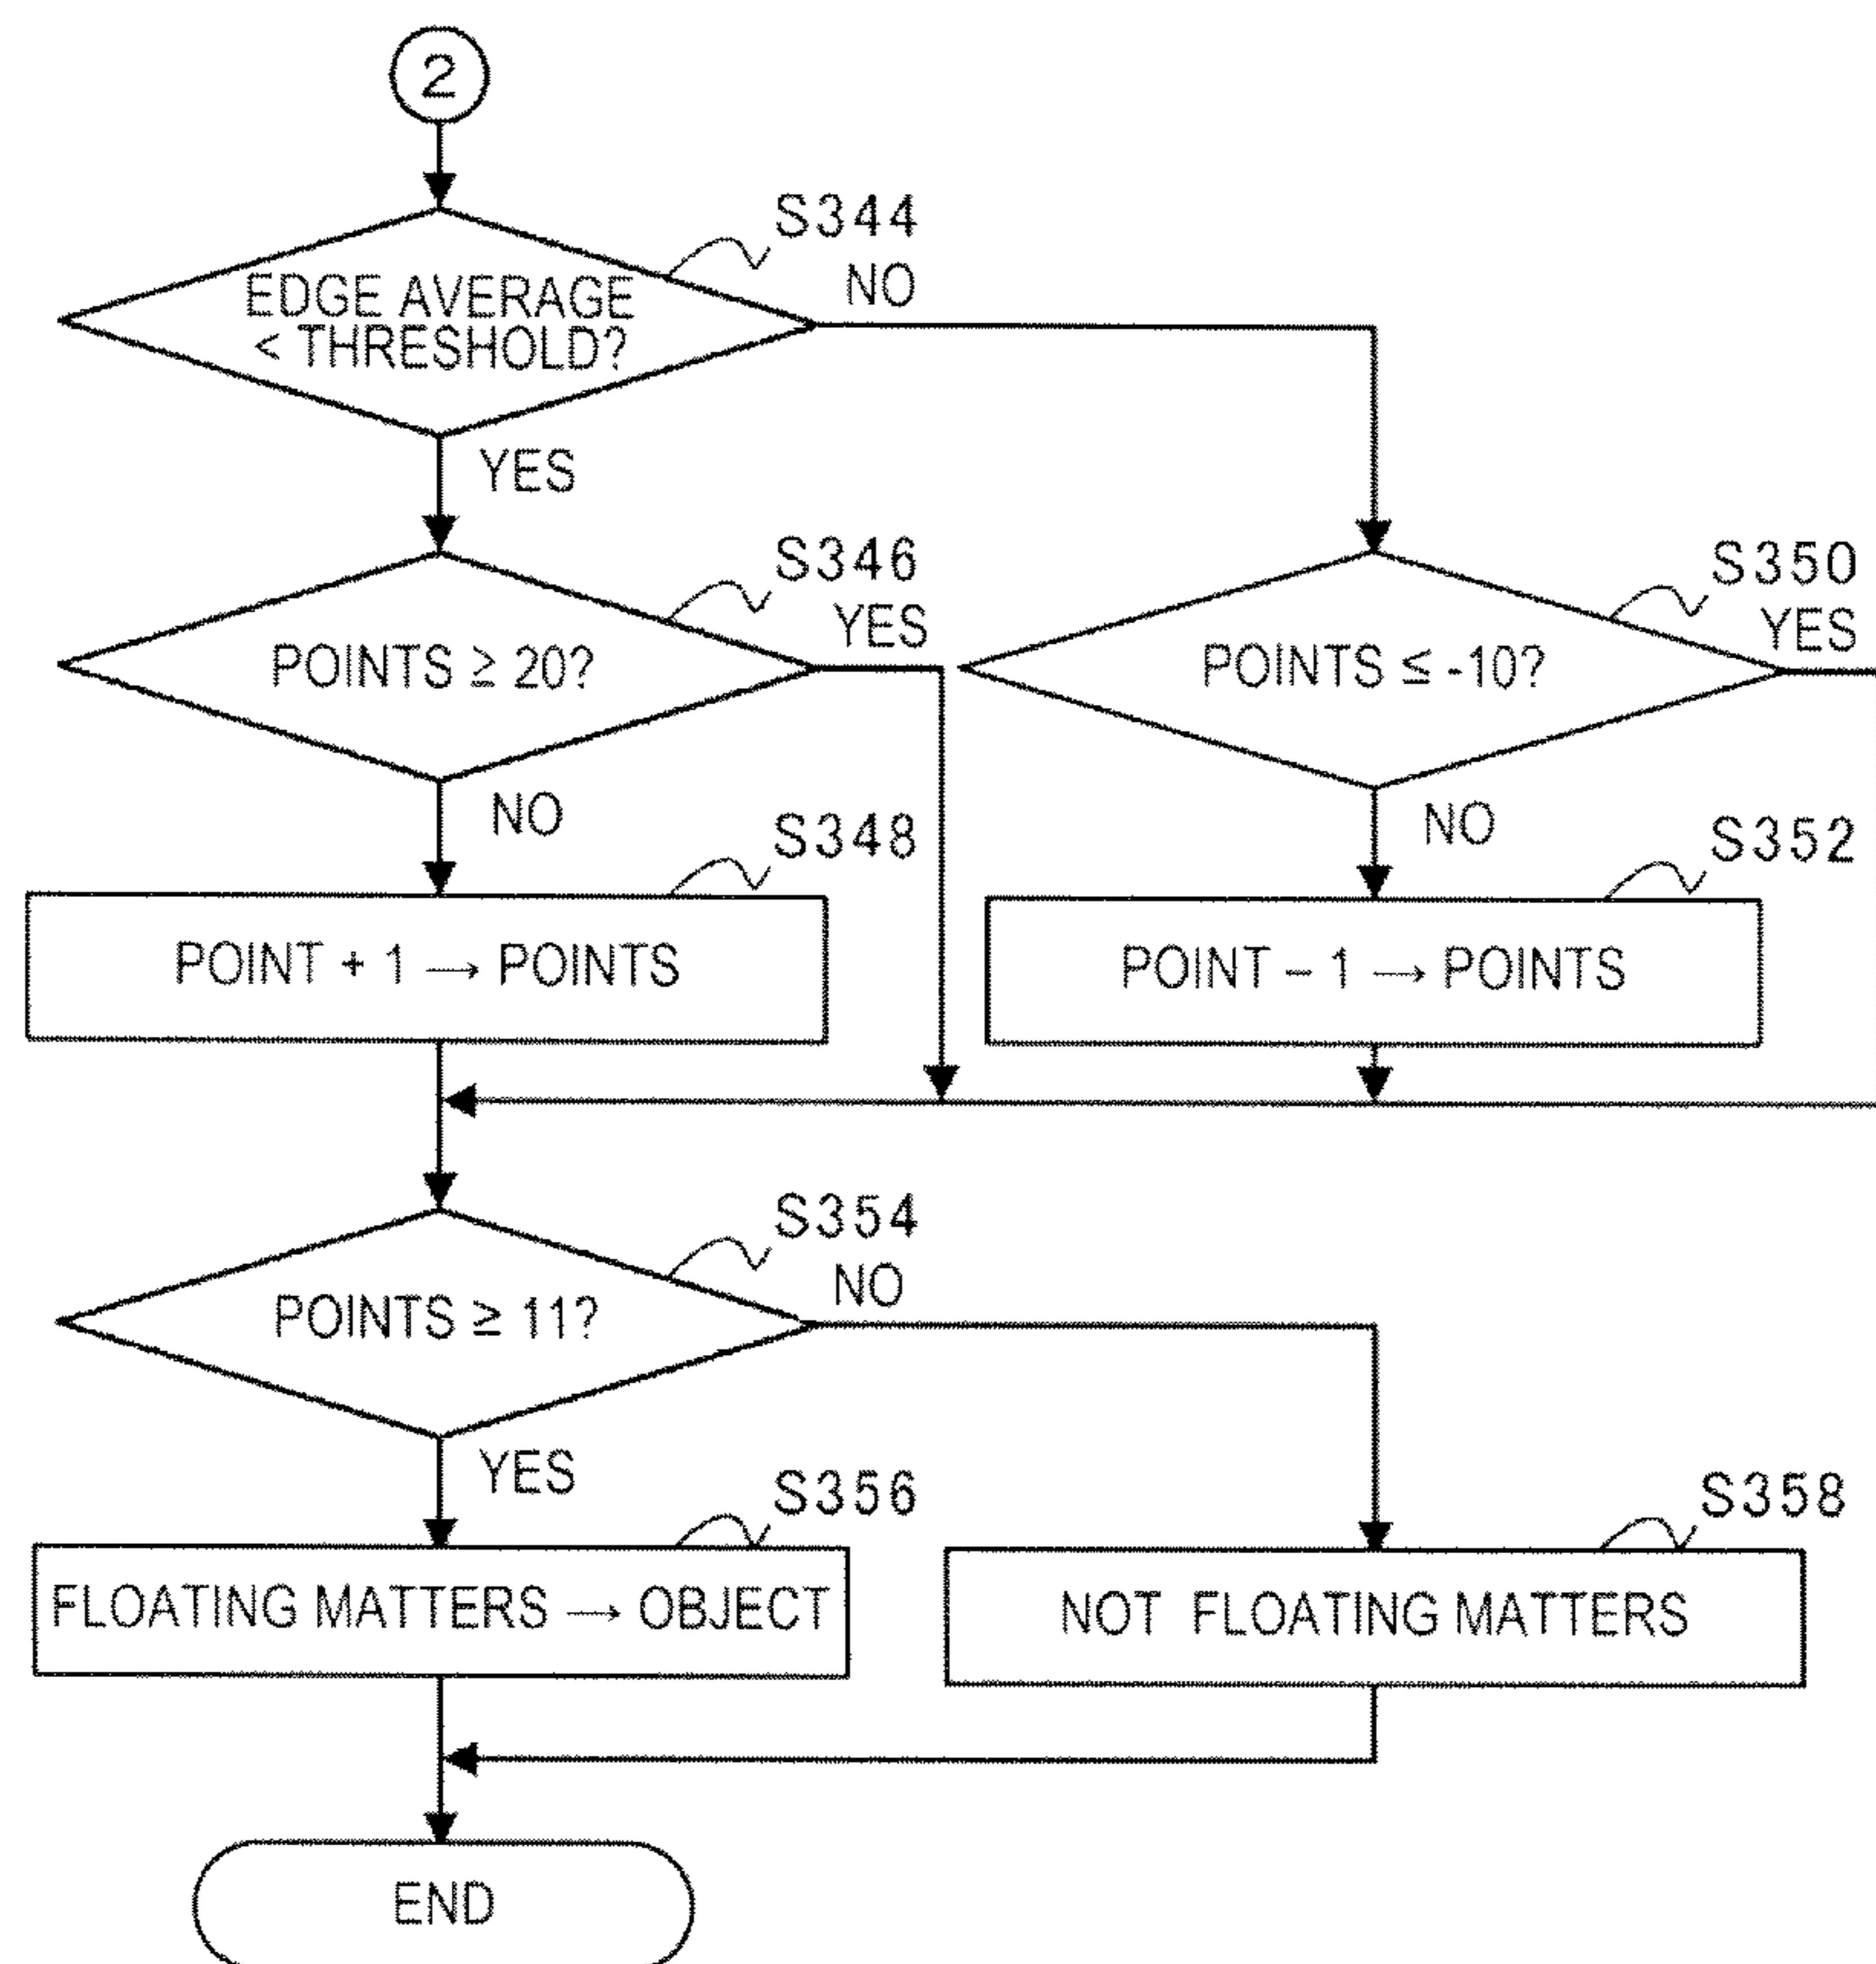 2
S344
NO
EDGE AVERAGE
< THRESHOLD?
YES
S346
YES
POINTS ≥ 20?
NO
S350
YES
POINTS ≤ -10?
NO
S348
POINT + 1 → POINTS
S352
POINT – 1 → POINTS
S354
NO
POINTS ≥ 11?
YES
S356
FLOATING MATTERS → OBJECT
S358
NOT FLOATING MATTERS
END